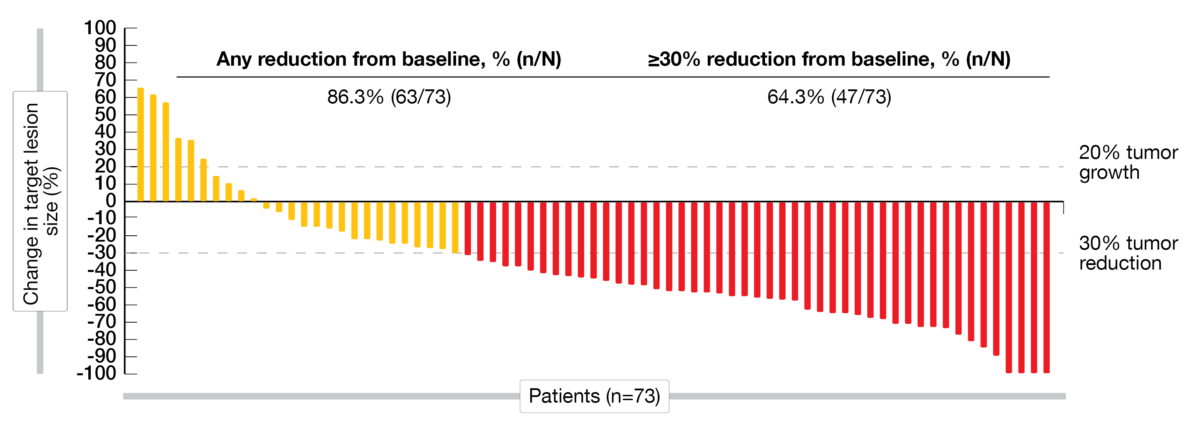 Change in target lesion
size (%)
100
90
80
70
60
50
40
30
20
10
0
-10
-20
-30
-40
-50
-60
-70
-80
-90
-100
Any reduction from baseline, % (n/N)
≥30% reduction from baseline, % (n/N)
86.3% (63/73)
64.3% (47/73)
20% tumor
growth
30% tumor
reduction
Patients (n=73)